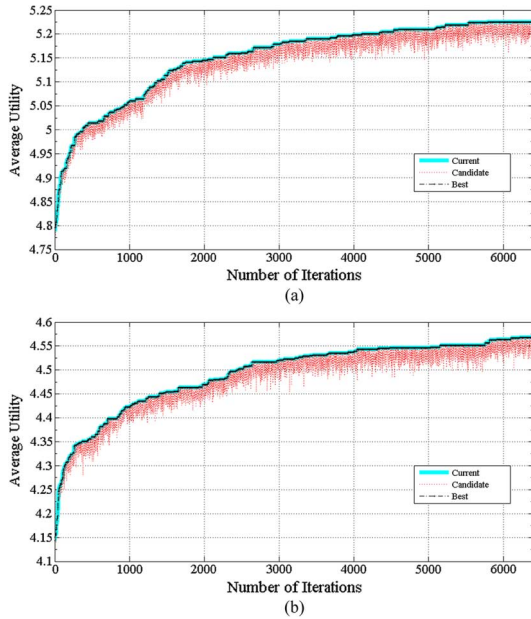 5.25
5.2
5.15
5.1
5.05
5
4.95
4.9
4.85
4.8
4.75
Average Utility
Current
Candidate
Best
0 1000 2000 3000 4000 5000 6000
Number of Iterations
(a)
4.6
4.55
4.5
4.45
4.4
4.35
4.3
4.25
4.2
4.15
4.1
Average Utility
Current
Candidate
Best
0 1000 2000 3000 4000 5000 6000
Number of Iterations
(b)